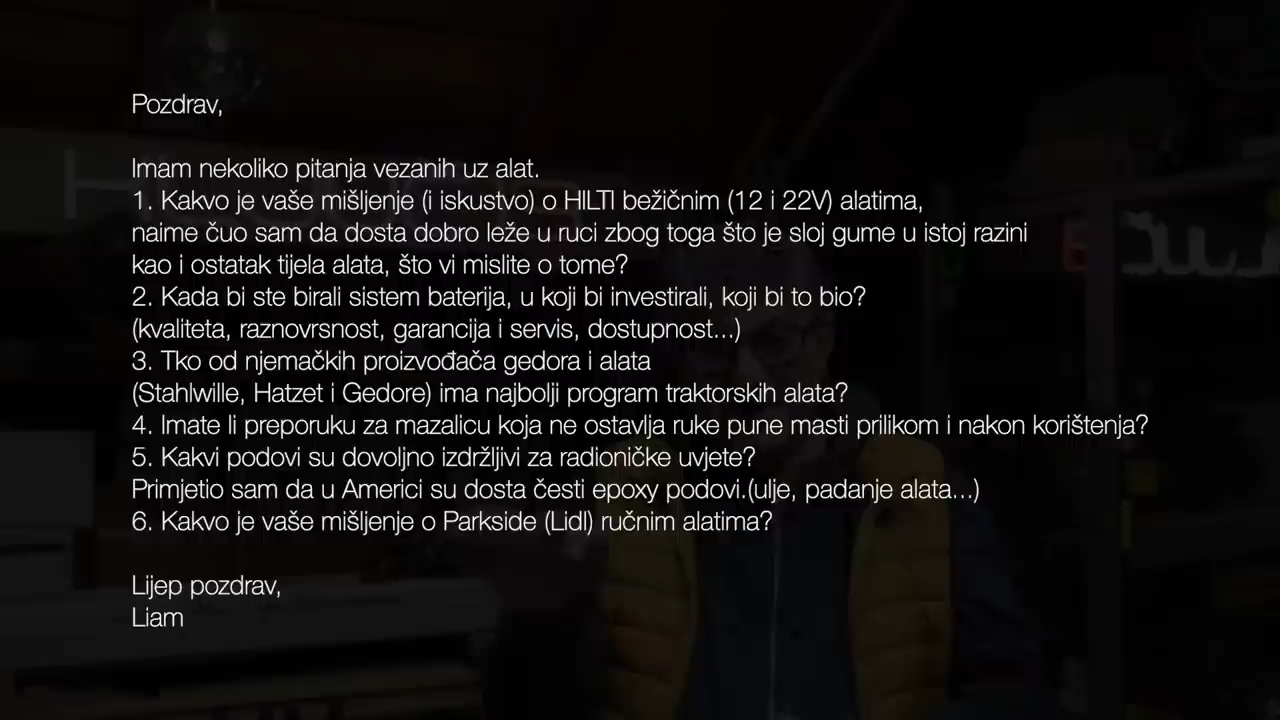 Pozdrav,
Imam nekoliko pitanja vezanih uz alat.
1. Kakvo je vaše mišljenje (i iskustvo) o HILTI bežičnim (12 i 22V) alatima,
naime čuo sam da dosta dobro leže u ruci zbog toga što je sloj gume u istoj razini
kao i ostatak tijela alata, što vi mislite o tome?
2. Kada bi ste birali sistem baterija, u koji bi investirali, koji bi to bio?
(kvaliteta, raznovrsnost, garancija i servis, dostupnost...)
3. Tko od njemačkih proizvođača gedora i alata
(Stahlwille, Hatzet i Gedore) ima najbolji program traktorskih alata?
4. Imate li preporuku za mazalicu koja ne ostavlja ruke pune masti prilikom i nakon korištenja?
5. Kakvi podovi su dovoljno izdržljivi za radioničke uvjete?
Primjetio sam da u Americi su dosta česti epoxy podovi.(ulje, padanje alata...)
6. Kakvo je vaše mišljenje o Parkside (Lidl) ručnim alatima?
Lijep pozdrav,
Liam